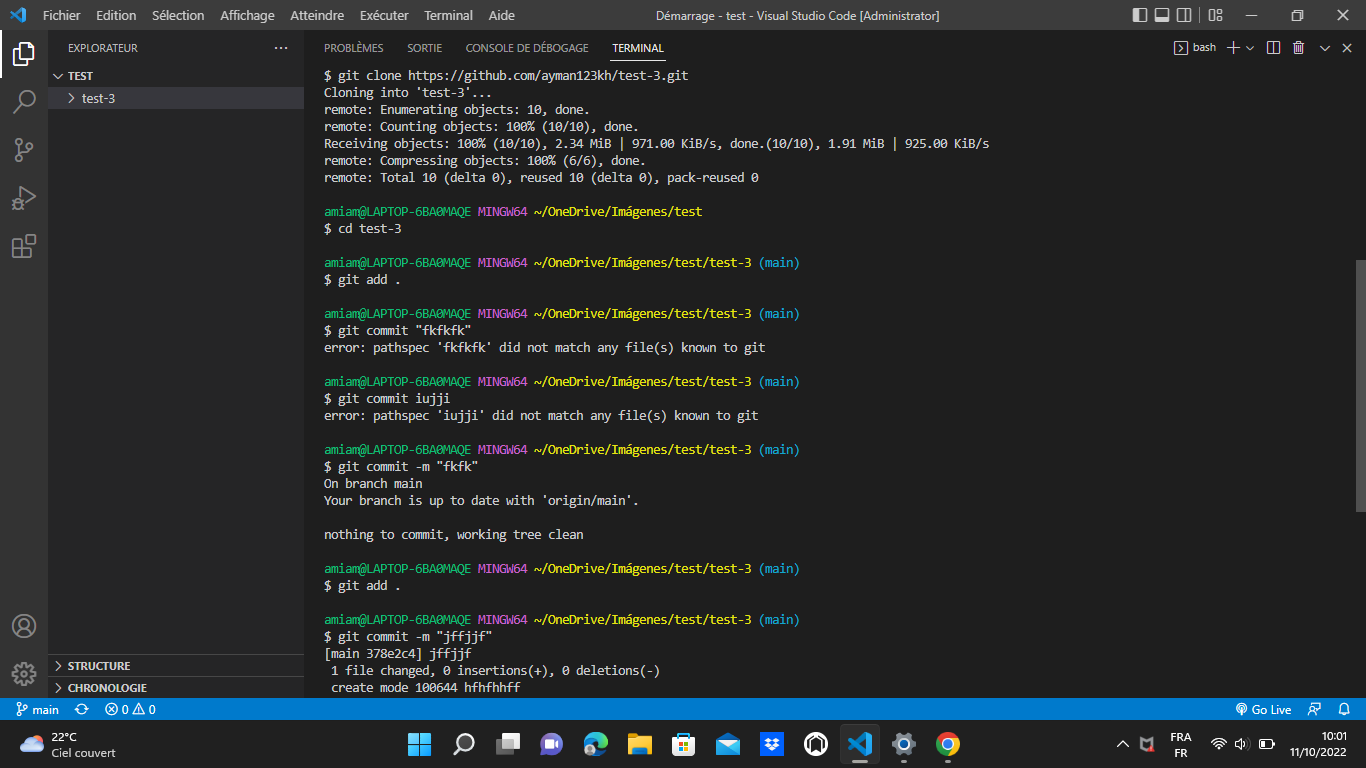 Fichier Edition Sélection Affichage Atteindre Exécuter Terminal Aide Démarrage - test - Visual Studio Code [Administrator]
EXPLORATEUR
TEST
test-3
STRUCTURE
CHRONOLOGIE
PROBLÈMES SORTIE CONSOLE DE DÉBOGAGE TERMINAL bash
$ git clone https://github.com/ayman123kh/test-3.git
Cloning into 'test-3'...
remote: Enumerating objects: 10, done.
remote: Counting objects: 100% (10/10), done.
Receiving objects: 100% (10/10), 2.34 MiB | 971.00 KiB/s, done.(10/10), 1.91 MiB | 925.00 KiB/s
remote: Compressing objects: 100% (6/6), done.
remote: Total 10 (delta 0), reused 10 (delta 0), pack-reused 0
amiam@LAPTOP-6BA0MAQE MINGW64 ~/OneDrive/Imágenes/test
$ cd test-3
amiam@LAPTOP-6BA0MAQE MINGW64 ~/OneDrive/Imágenes/test/test-3 (main)
$ git add .
amiam@LAPTOP-6BA0MAQE MINGW64 ~/OneDrive/Imágenes/test/test-3 (main)
$ git commit "fkfkfk"
error: pathspec 'fkfkfk' did not match any file(s) known to git
amiam@LAPTOP-6BA0MAQE MINGW64 ~/OneDrive/Imágenes/test/test-3 (main)
$ git commit iujji
error: pathspec 'iujji' did not match any file(s) known to git
amiam@LAPTOP-6BA0MAQE MINGW64 ~/OneDrive/Imágenes/test/test-3 (main)
$ git commit -m "fkfk"
On branch main
Your branch is up to date with 'origin/main'.
nothing to commit, working tree clean
amiam@LAPTOP-6BA0MAQE MINGW64 ~/OneDrive/Imágenes/test/test-3 (main)
$ git add .
amiam@LAPTOP-6BA0MAQE MINGW64 ~/OneDrive/Imágenes/test/test-3 (main)
$ git commit -m "jffjjf"
[main 378e2c4] jffjjf
1 file changed, 0 insertions(+), 0 deletions(-)
create mode 100644 hfhfhhff
main 0 0 Go Live
22°C
Ciel couvert
FRA
FR
10:01
11/10/2022